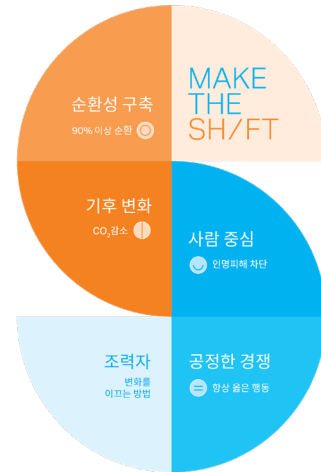 MAKE
THE
SH/FT
순환성 구축
90% 이상 순환
기후 변화
CO₂감소
사람 중심
인명피해 차단
조력자
변화를
이끄는 방법
공정한 경쟁
항상 옳은 행동